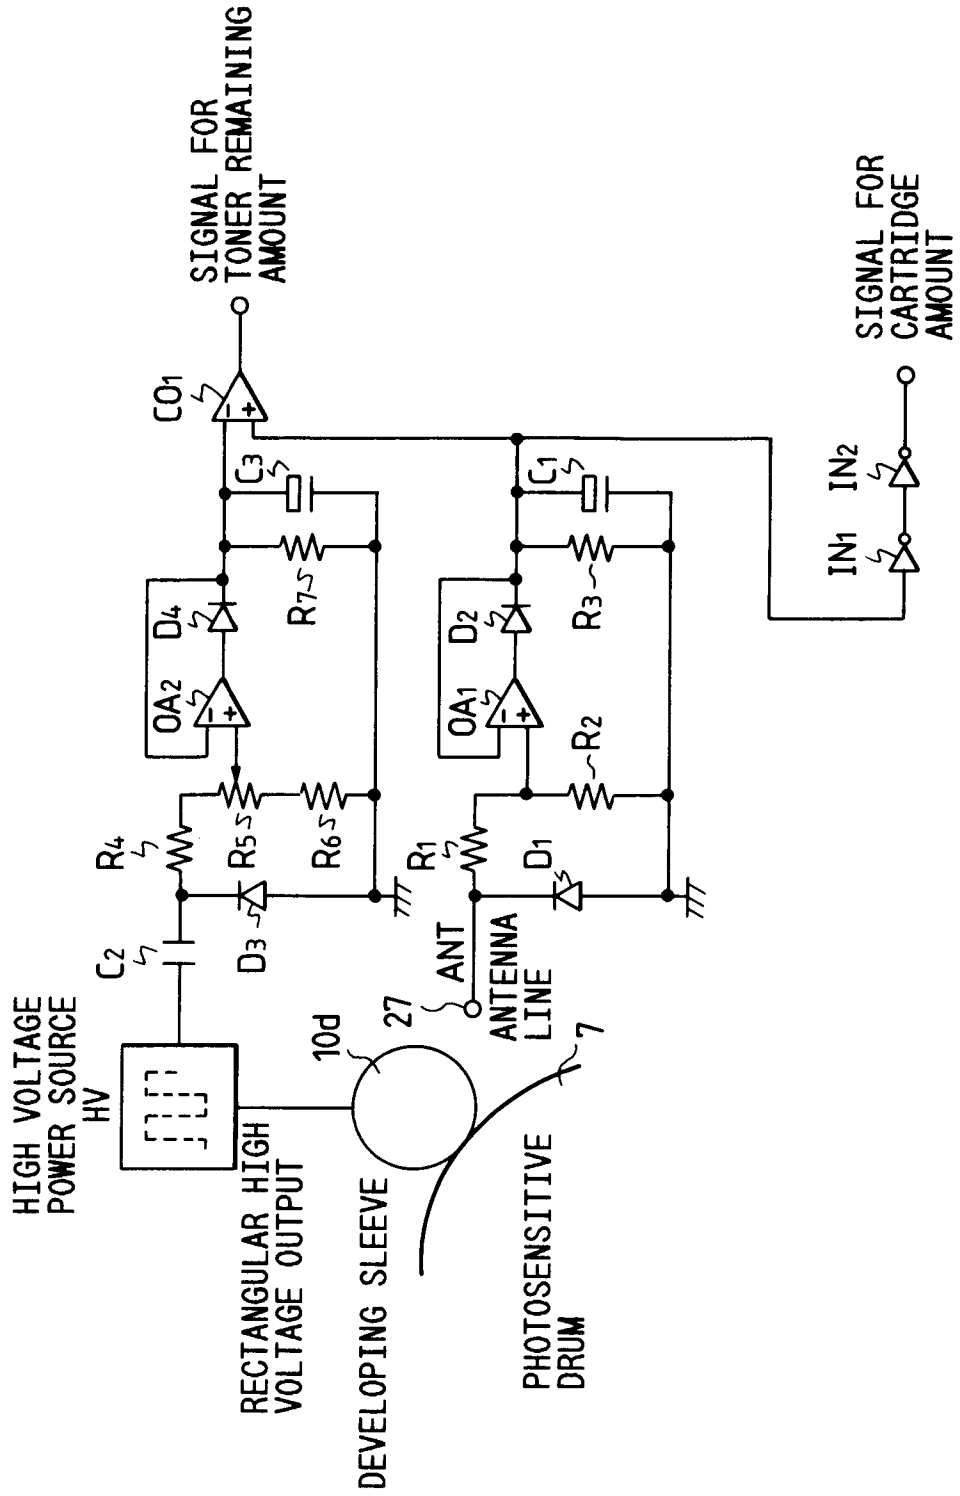 HIGH VOLTAGE
POWER SOURCE
HV
RECTANGULAR HIGH
VOLTAGE OUTPUT
DEVELOPING SLEEVE
10d
PHOTOSENSITIVE
DRUM
7
C2
R4
D3
R5
R6
OA2
D4
R7
C3
CO1
SIGNAL FOR
TONER REMAINING
AMOUNT
27
ANT
ANTENNA
LINE
R1
D1
R2
OA1
D2
R3
C1
IN1
IN2
SIGNAL FOR
CARTRIDGE
AMOUNT